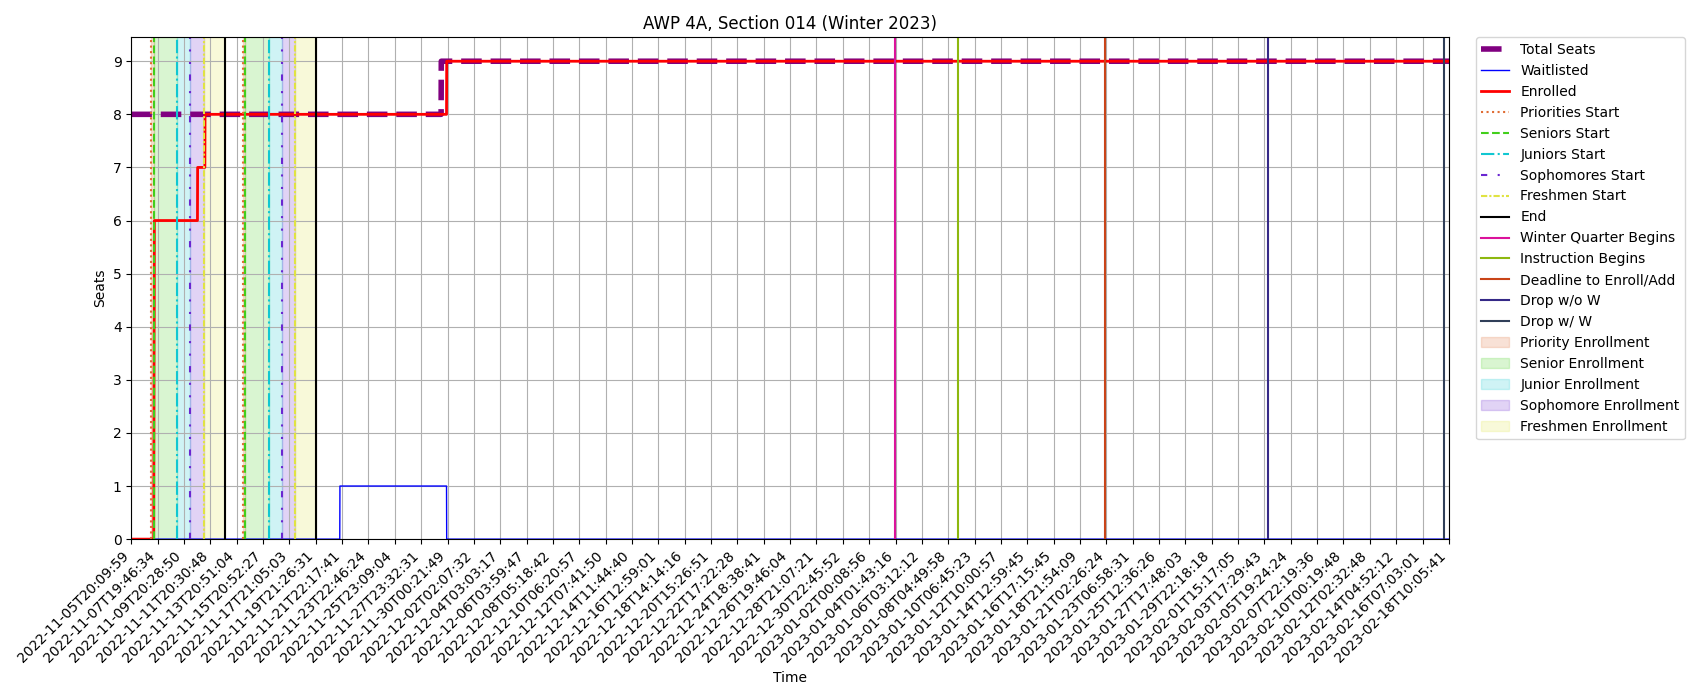 AWP 4A, Section 014 (Winter 2023)
Seats
9
8
7
6
5
4
3
2
1
0
2022-11-05T20:09:59
2022-11-07T19:46:34
2022-11-09T20:28:50
2022-11-11T20:30:48
2022-11-13T20:51:04
2022-11-15T20:52:27
2022-11-17T21:05:03
2022-11-19T21:26:31
2022-11-21T22:17:41
2022-11-23T22:46:24
2022-11-25T23:09:04
2022-11-27T23:32:31
2022-11-30T00:21:49
2022-12-02T02:07:32
2022-12-04T03:03:17
2022-12-06T03:59:47
2022-12-08T05:18:42
2022-12-10T06:20:57
2022-12-12T07:41:50
2022-12-14T11:44:40
2022-12-16T12:59:01
2022-12-18T14:14:16
2022-12-20T15:26:51
2022-12-22T17:22:28
2022-12-24T18:38:41
2022-12-26T19:46:04
2022-12-28T21:07:21
2022-12-30T22:45:52
2023-01-02T00:08:56
2023-01-04T01:43:16
2023-01-06T03:12:12
2023-01-08T04:49:58
2023-01-10T06:45:23
2023-01-12T10:00:57
2023-01-14T12:59:45
2023-01-16T17:15:45
2023-01-18T21:54:09
2023-01-21T02:26:24
2023-01-23T06:58:31
2023-01-25T12:36:26
2023-01-27T17:48:03
2023-01-29T22:18:18
2023-02-01T15:17:05
2023-02-03T17:29:43
2023-02-05T19:24:24
2023-02-07T22:19:36
2023-02-10T00:19:48
2023-02-12T02:32:48
2023-02-14T04:52:12
2023-02-16T07:03:01
2023-02-18T10:05:41
Time
Total Seats
Waitlisted
Enrolled
Priorities Start
Seniors Start
Juniors Start
Sophomores Start
Freshmen Start
End
Winter Quarter Begins
Instruction Begins
Deadline to Enroll/Add
Drop w/o W
Drop w/ W
Priority Enrollment
Senior Enrollment
Junior Enrollment
Sophomore Enrollment
Freshmen Enrollment